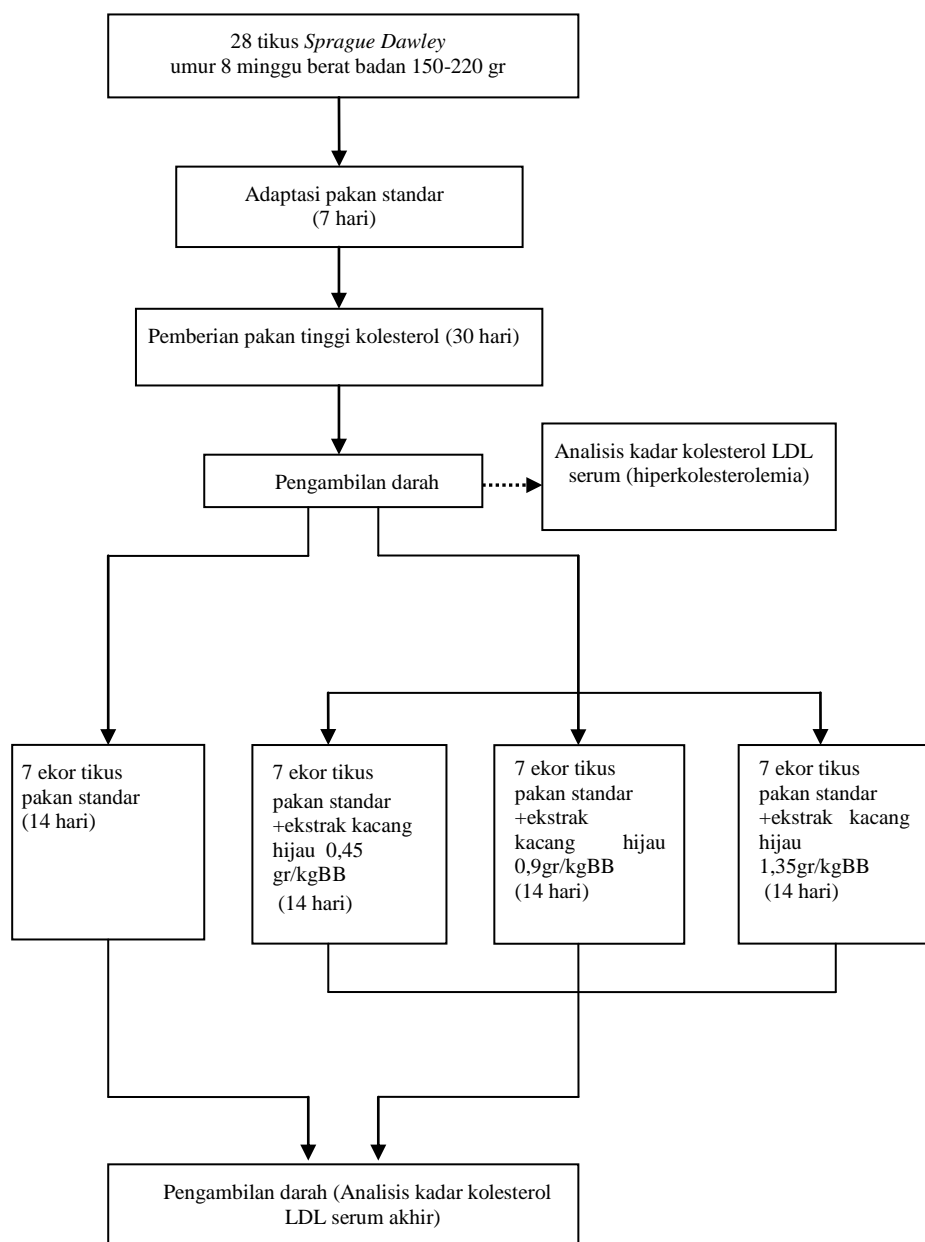 28 tikus Sprague Dawley
umur 8 minggu berat badan 150-220 gr
Adaptasi pakan standar
(7 hari)
Pemberian pakan tinggi kolesterol (30 hari)
Pengambilan darah
Analisis kadar kolesterol LDL
serum (hiperkolesterolemia)
7 ekor tikus
pakan standar
(14 hari)
7 ekor tikus
pakan standar
+ekstrak kacang
hijau 0,45
gr/kgBB
(14 hari)
7 ekor tikus
pakan standar
+ekstrak
kacang hijau
0,9gr/kgBB
(14 hari)
7 ekor tikus
pakan standar
+ekstrak kacang
hijau
1,35gr/kgBB
(14 hari)
Pengambilan darah (Analisis kadar kolesterol
LDL serum akhir)